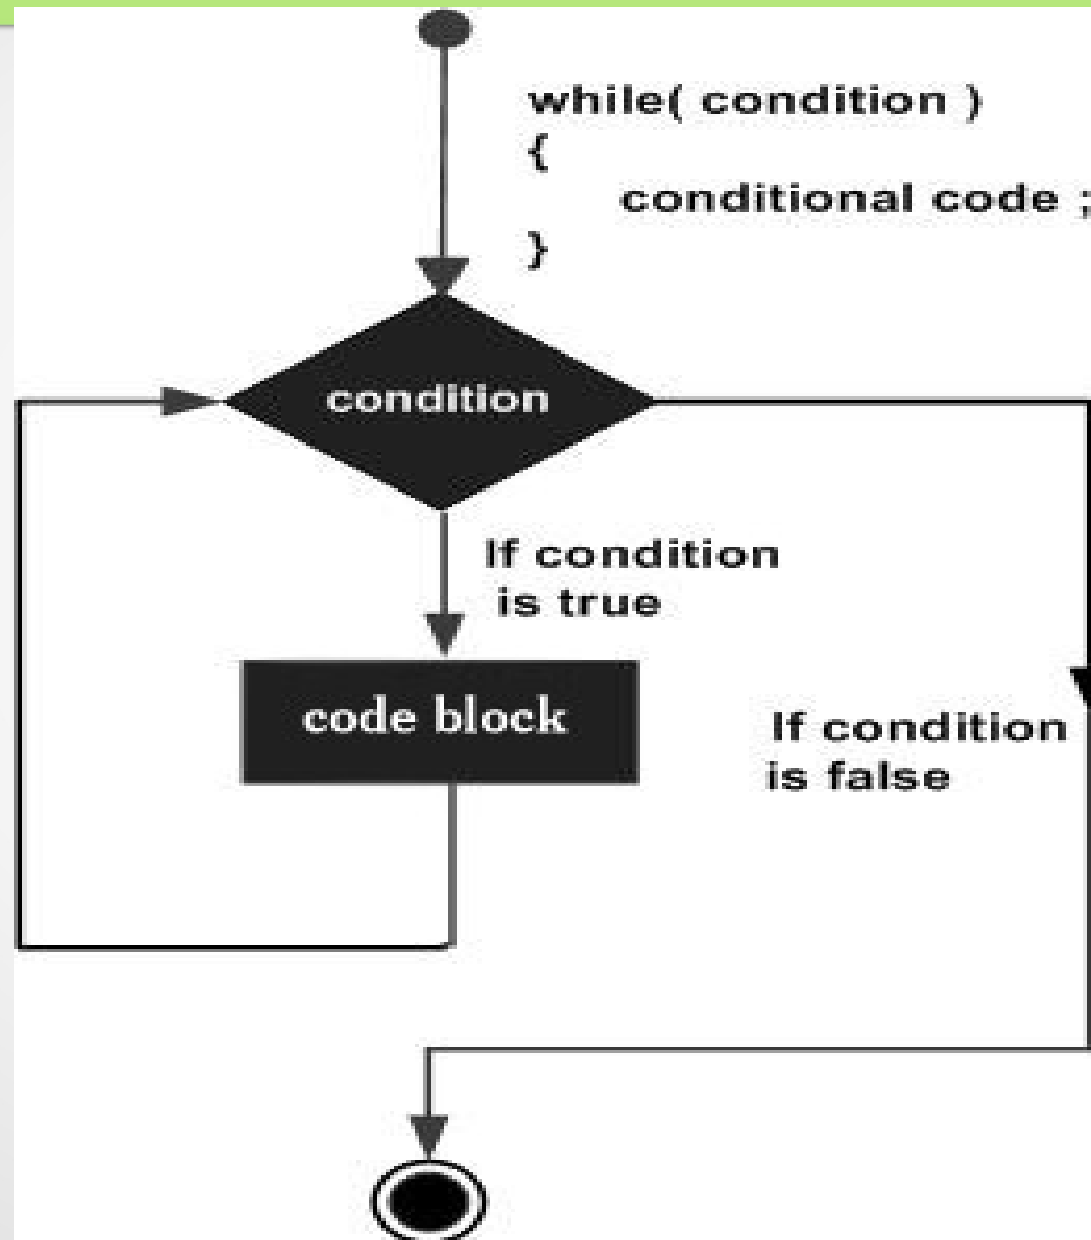 while( condition )
{
conditional code ;
}
condition
If condition
is true
code block
If condition
is false